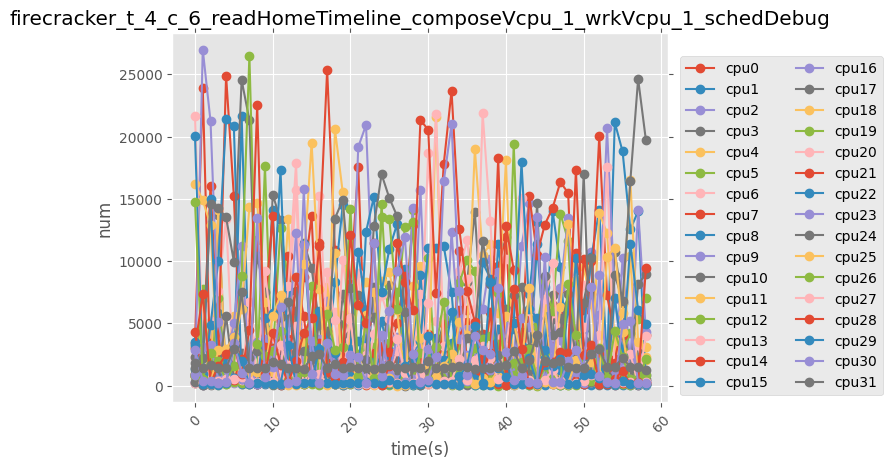 firecracker_t_4_c_6_readHomeTimeline_composeVcpu_1_wrkVcpu_1_schedDebug
25000
20000
15000
10000
5000
0
num
0 10 20 30 40 50 60
time(s)
cpu0 cpu16
cpu1 cpu17
cpu2 cpu18
cpu3 cpu19
cpu4 cpu20
cpu5 cpu21
cpu6 cpu22
cpu7 cpu23
cpu8 cpu24
cpu9 cpu25
cpu10 cpu26
cpu11 cpu27
cpu12 cpu28
cpu13 cpu29
cpu14 cpu30
cpu15 cpu31